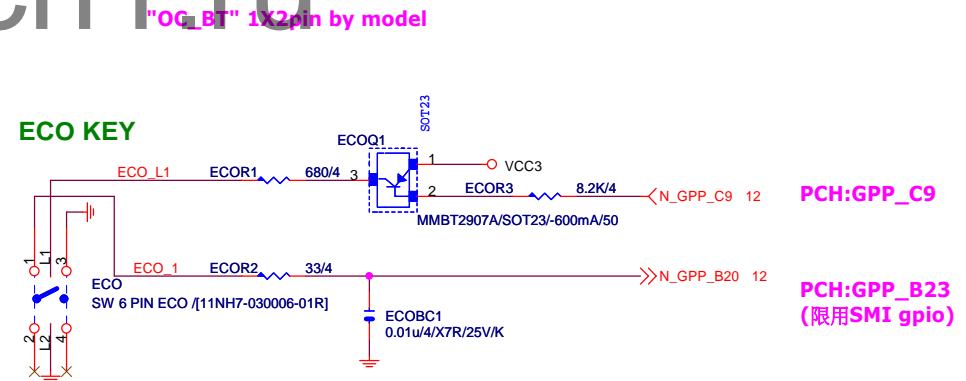 "OC_BT" 1X2pin by model
ECO KEY
SOT23
ECOQ1
ECO_L1
ECOR1
680/4
3
1
VCC3
2
ECOR3
8.2K/4
N_GPP_C9 12
PCH:GPP_C9
MMBT2907A/SOT23/-600mA/50
1
L1
3
ECO_1
ECOR2
33/4
N_GPP_B20 12
ECO
SW 6 PIN ECO /[11NH7-030006-01R]
PCH:GPP_B23
(限用SMI gpio)
ECOBC1
0.01u/4/X7R/25V/K
2
L2
4